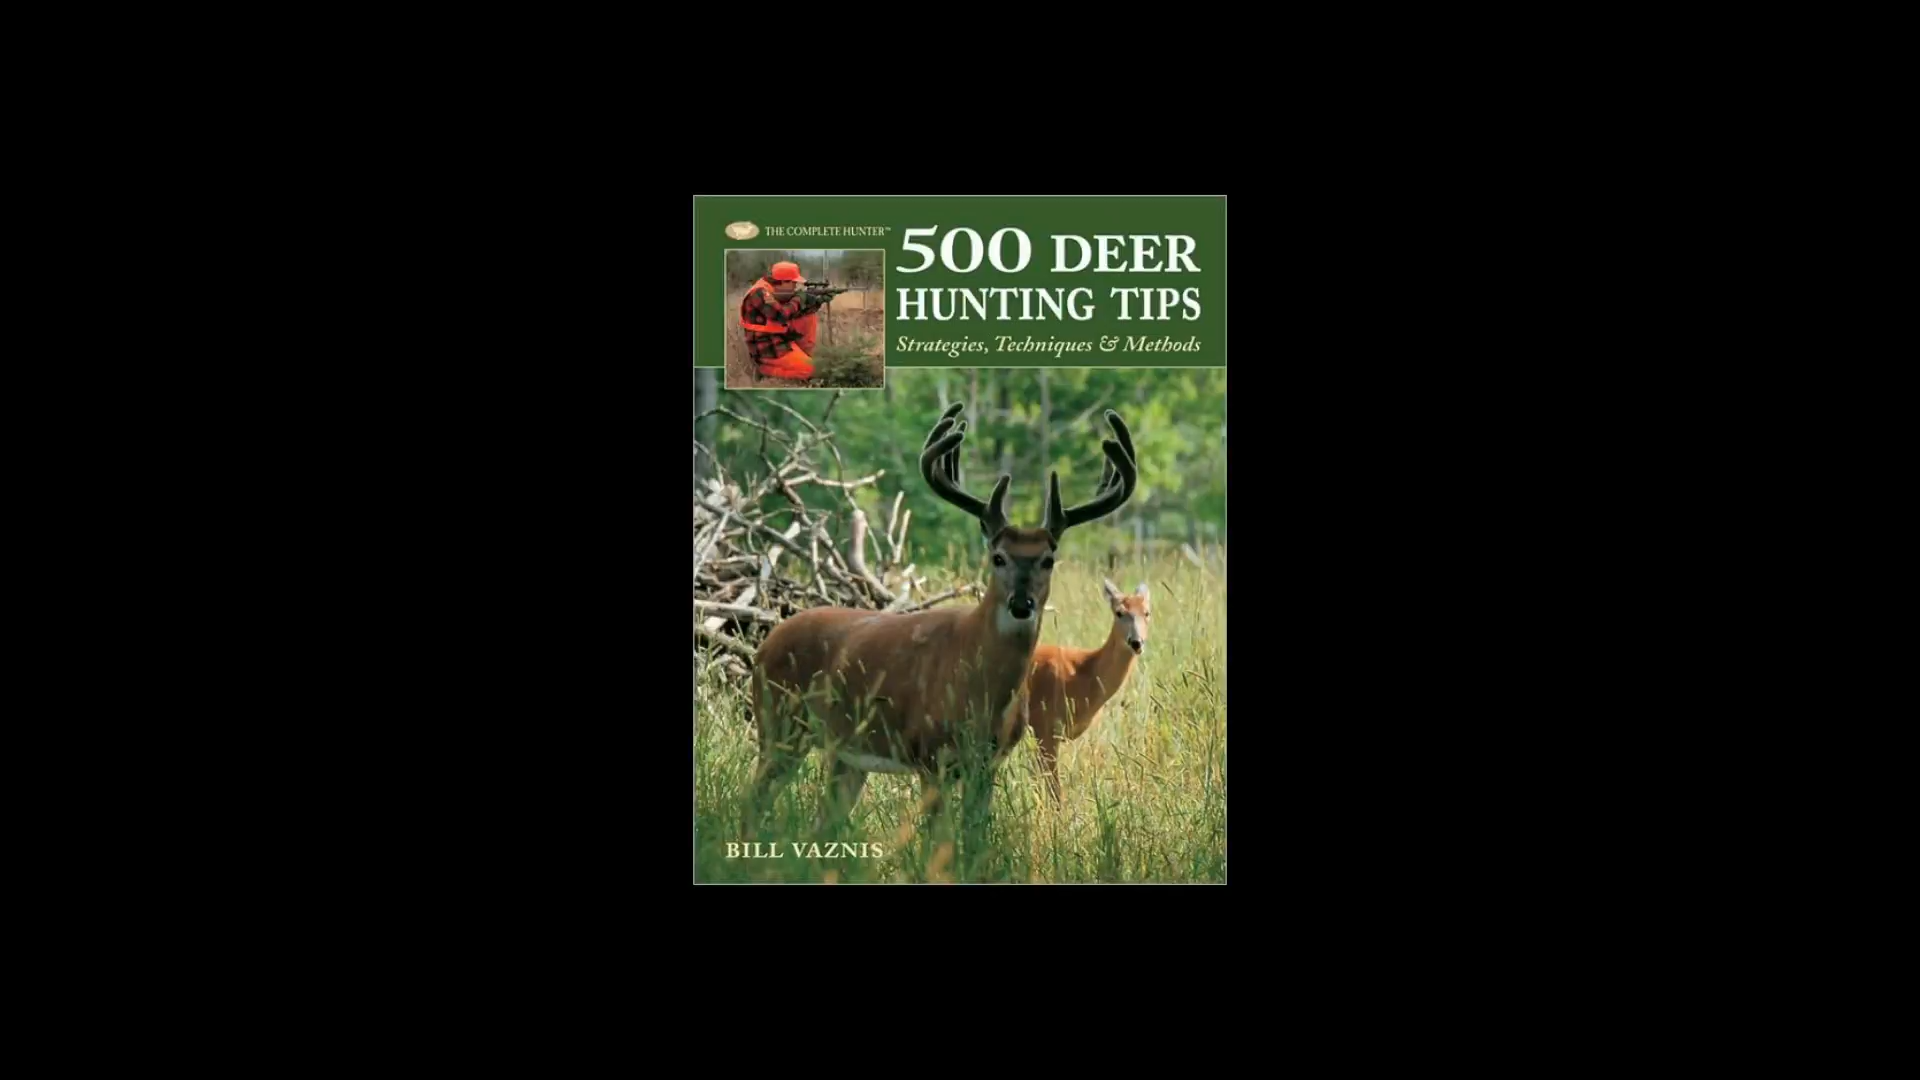 THE COMPLETE HUNTER™
500 DEER
HUNTING TIPS
Strategies, Techniques & Methods
BILL VAZNIS